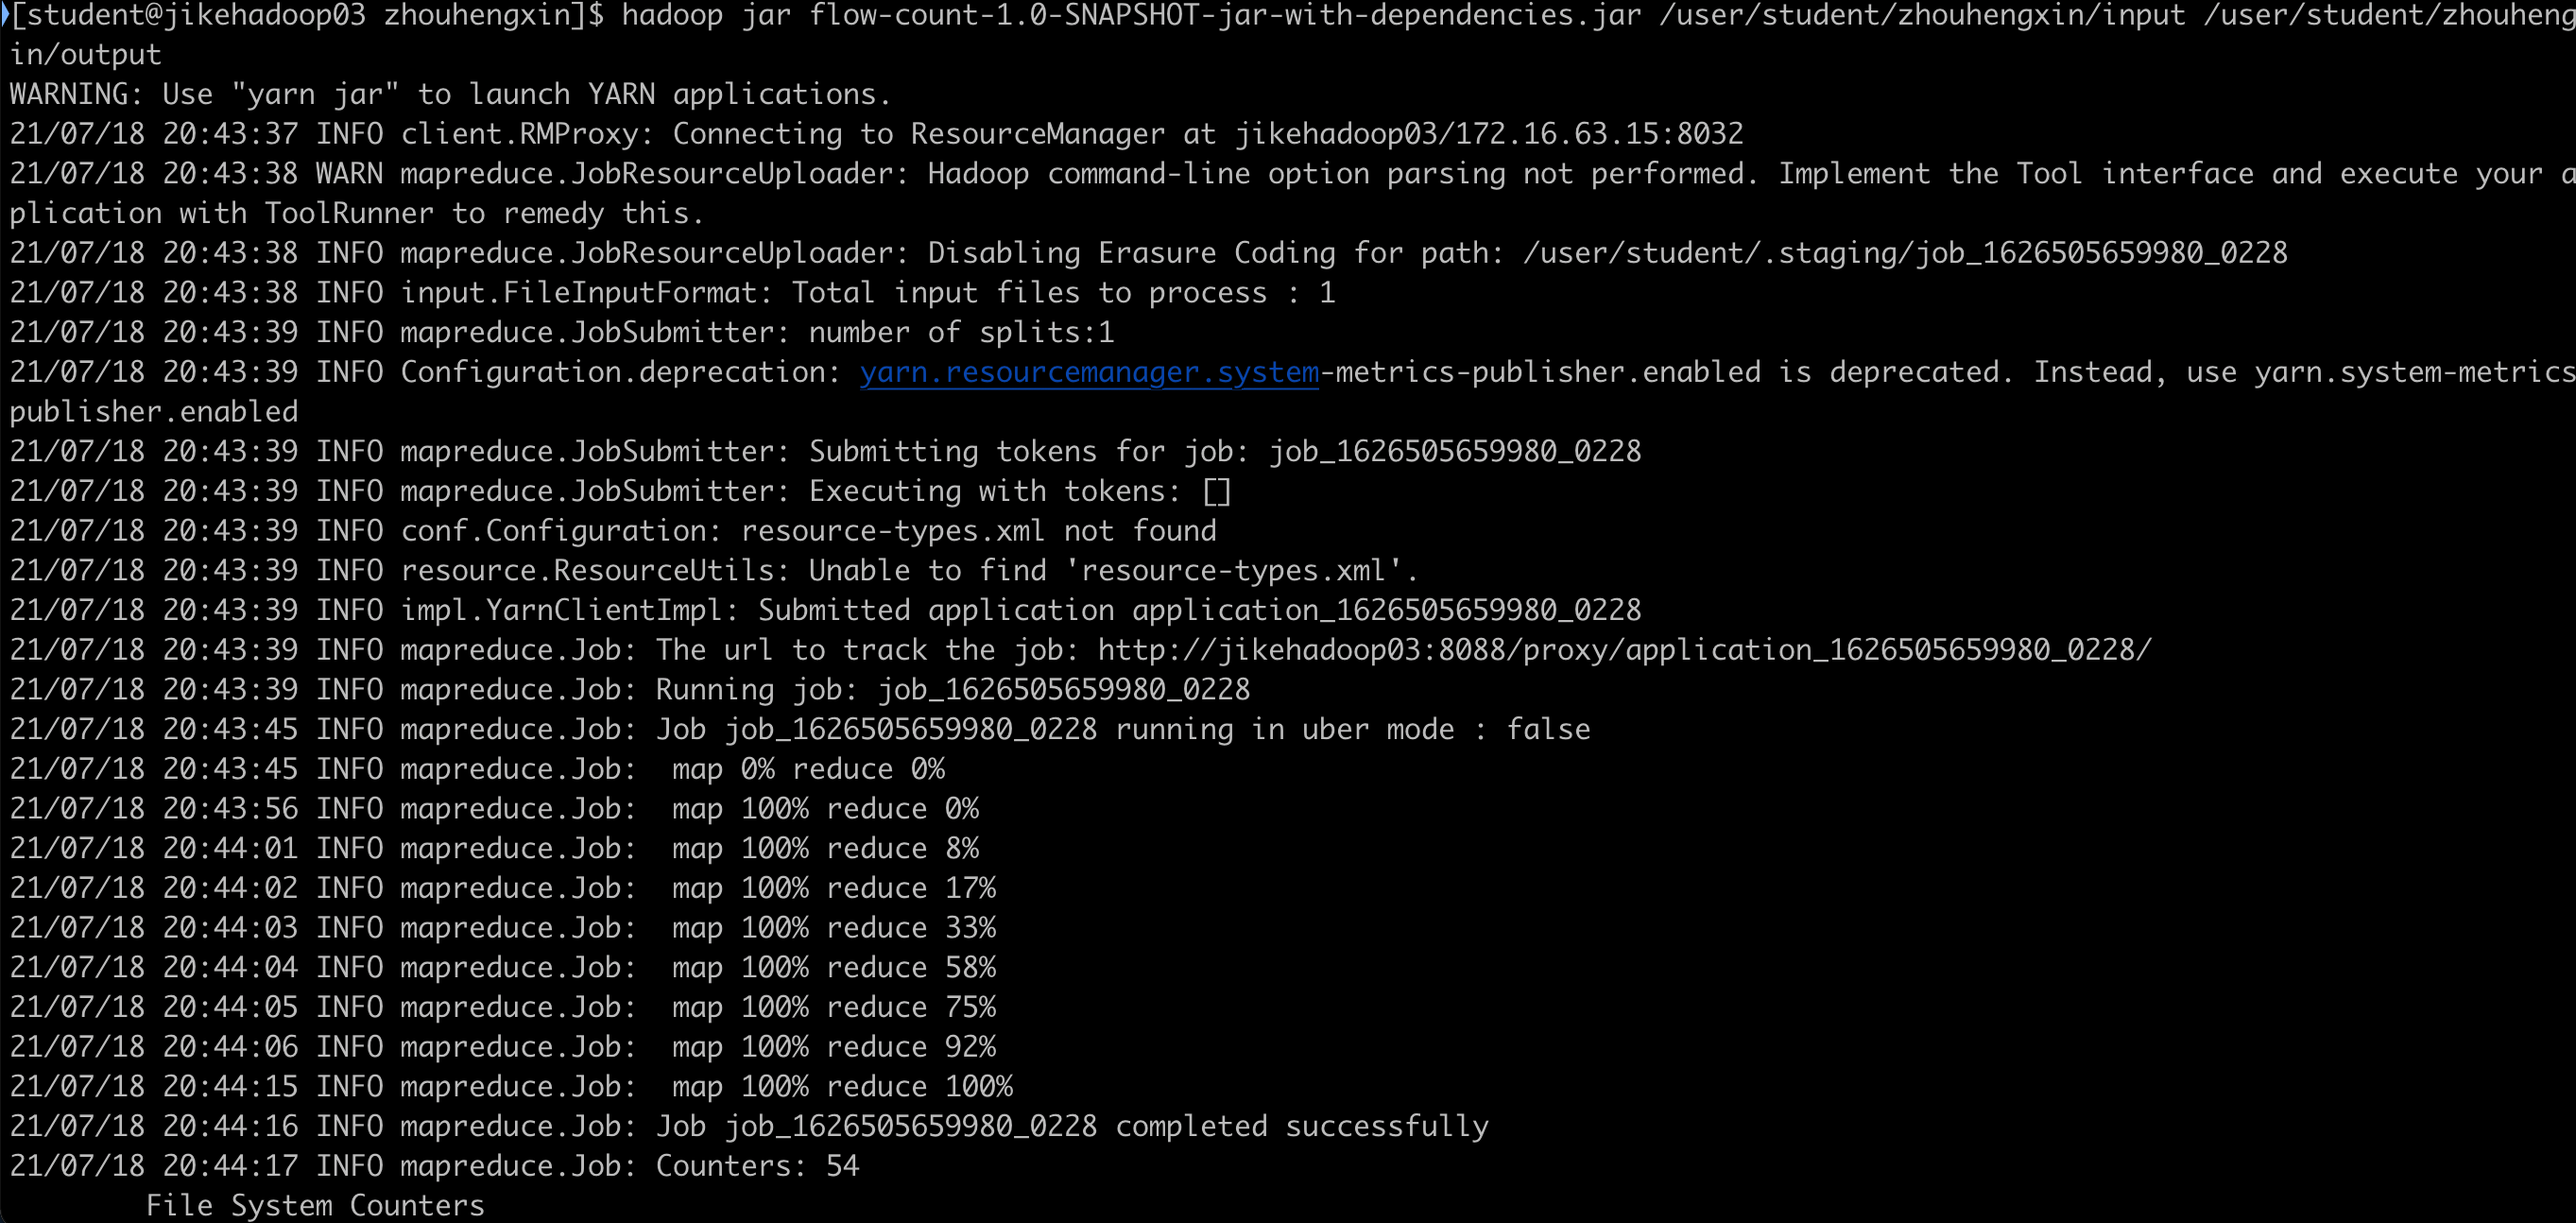 [student@jikehadoop03 zhouhengxin]$ hadoop jar flow-count-1.0-SNAPSHOT-jar-with-dependencies.jar /user/student/zhouhengxin/input /user/student/zhouheng
in/output
WARNING: Use "yarn jar" to launch YARN applications.
21/07/18 20:43:37 INFO client.RMProxy: Connecting to ResourceManager at jikehadoop03/172.16.63.15:8032
21/07/18 20:43:38 WARN mapreduce.JobResourceUploader: Hadoop command-line option parsing not performed. Implement the Tool interface and execute your a
plication with ToolRunner to remedy this.
21/07/18 20:43:38 INFO mapreduce.JobResourceUploader: Disabling Erasure Coding for path: /user/student/.staging/job_1626505659980_0228
21/07/18 20:43:38 INFO input.FileInputFormat: Total input files to process : 1
21/07/18 20:43:39 INFO mapreduce.JobSubmitter: number of splits:1
21/07/18 20:43:39 INFO Configuration.deprecation: yarn.resourcemanager.system-metrics-publisher.enabled is deprecated. Instead, use yarn.system-metrics
publisher.enabled
21/07/18 20:43:39 INFO mapreduce.JobSubmitter: Submitting tokens for job: job_1626505659980_0228
21/07/18 20:43:39 INFO mapreduce.JobSubmitter: Executing with tokens: []
21/07/18 20:43:39 INFO conf.Configuration: resource-types.xml not found
21/07/18 20:43:39 INFO resource.ResourceUtils: Unable to find 'resource-types.xml'.
21/07/18 20:43:39 INFO impl.YarnClientImpl: Submitted application application_1626505659980_0228
21/07/18 20:43:39 INFO mapreduce.Job: The url to track the job: http://jikehadoop03:8088/proxy/application_1626505659980_0228/
21/07/18 20:43:39 INFO mapreduce.Job: Running job: job_1626505659980_0228
21/07/18 20:43:45 INFO mapreduce.Job: Job job_1626505659980_0228 running in uber mode : false
21/07/18 20:43:45 INFO mapreduce.Job:  map 0% reduce 0%
21/07/18 20:43:56 INFO mapreduce.Job:  map 100% reduce 0%
21/07/18 20:44:01 INFO mapreduce.Job:  map 100% reduce 8%
21/07/18 20:44:02 INFO mapreduce.Job:  map 100% reduce 17%
21/07/18 20:44:03 INFO mapreduce.Job:  map 100% reduce 33%
21/07/18 20:44:04 INFO mapreduce.Job:  map 100% reduce 58%
21/07/18 20:44:05 INFO mapreduce.Job:  map 100% reduce 75%
21/07/18 20:44:06 INFO mapreduce.Job:  map 100% reduce 92%
21/07/18 20:44:15 INFO mapreduce.Job:  map 100% reduce 100%
21/07/18 20:44:16 INFO mapreduce.Job: Job job_1626505659980_0228 completed successfully
21/07/18 20:44:17 INFO mapreduce.Job: Counters: 54
File System Counters